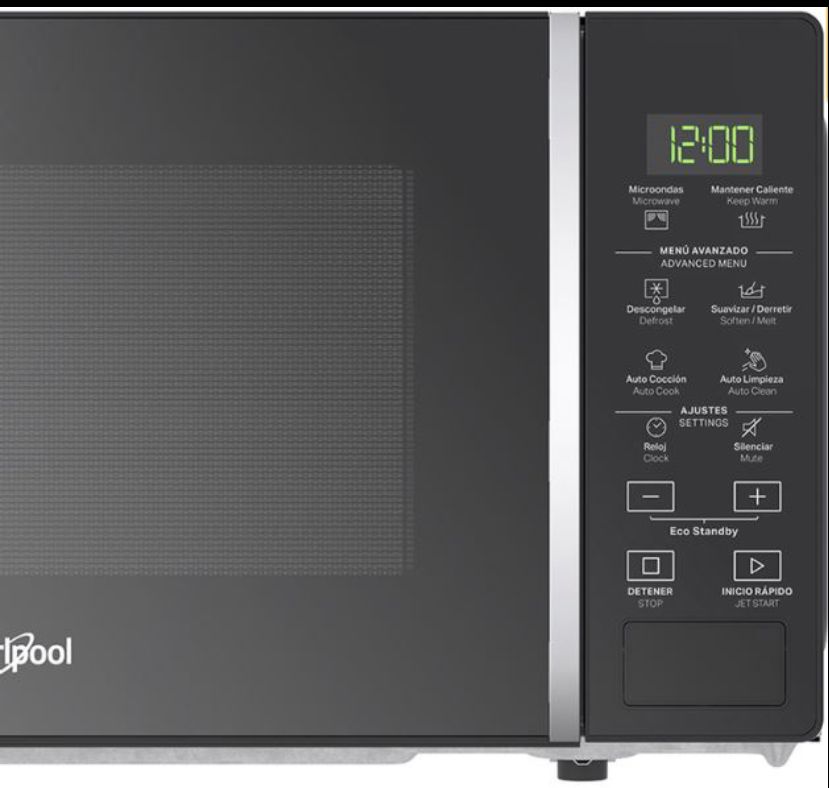 12:00
Microondas Mantener Caliente
Microwave Keep Warm
MENÚ AVANZADO
ADVANCED MENU
Descongelar Suavizar / Derretir
Defrost Soften / Melt
Auto Cocción Auto Limpieza
Auto Cook Auto Clean
AJUSTES
SETTINGS
Reloj Silenciar
Clock Mute
− +
Eco Standby
DETENER INICIO RÁPIDO
STOP JET START
rlpool